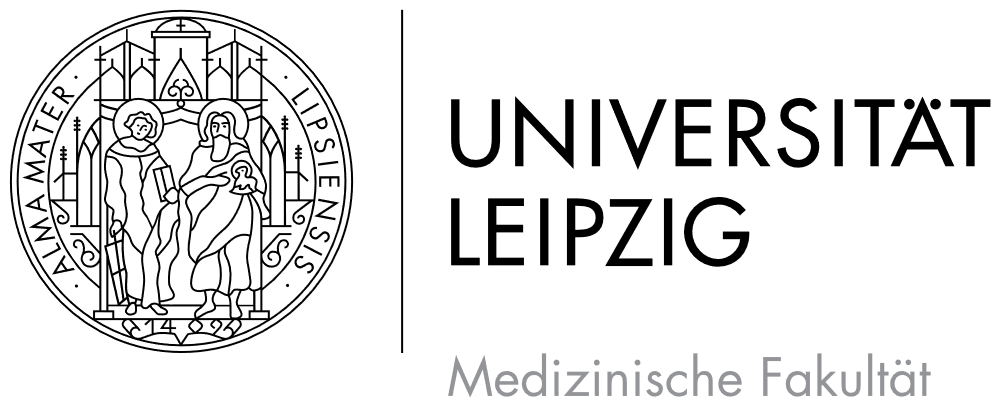 ALMA MATER
· LIPSIENSIS ·
1409
UNIVERSITÄT
LEIPZIG
Medizinische Fakultät